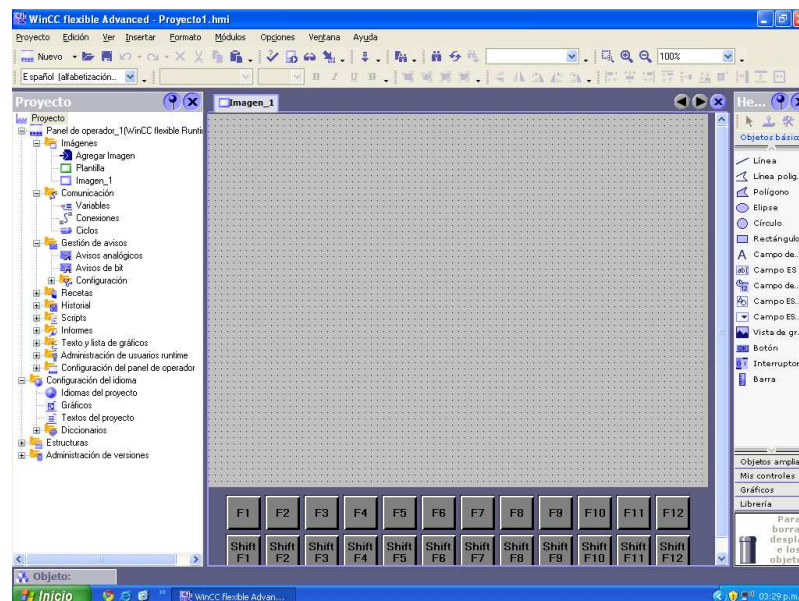 WinCC flexible Advanced - Proyecto1.hmi
Proyecto Edición Ver Insertar Formato Módulos Opciones Ventana Ayuda
Nuevo 100%
Español (alfabetización...
Proyecto
Imagen_1
He...
Proyecto
Panel de operador_1(WinCC flexible Runti
Imágenes
Agregar Imagen
Plantilla
Imagen_1
Comunicación
Variables
Conexiones
Ciclos
Gestión de avisos
Avisos analógicos
Avisos de bit
Configuración
Recetas
Historial
Scripts
Informes
Texto y lista de gráficos
Administración de usuarios runtime
Configuración del panel de operador
Configuración del idioma
Idiomas del proyecto
Gráficos
Textos del proyecto
Diccionarios
Estructuras
Administración de versiones
F1 F2 F3 F4 F5 F6 F7 F8 F9 F10 F11 F12
Shift F1 Shift F2 Shift F3 Shift F4 Shift F5 Shift F6 Shift F7 Shift F8 Shift F9 Shift F10 Shift F11 Shift F12
Objetos básic
Línea
Línea polig.
Polígono
Elipse
Círculo
Rectángulo
Campo de..
Campo ES
Campo de..
Campo ES..
Campo ES..
Vista de gr.
Botón
Interruptor
Barra
Objetos amplia
Mis controles
Gráficos
Librería
Para
borra
despla
e los
objet
Objeto:
Inicio
WinCC flexible Advan...
03:29 p.m.